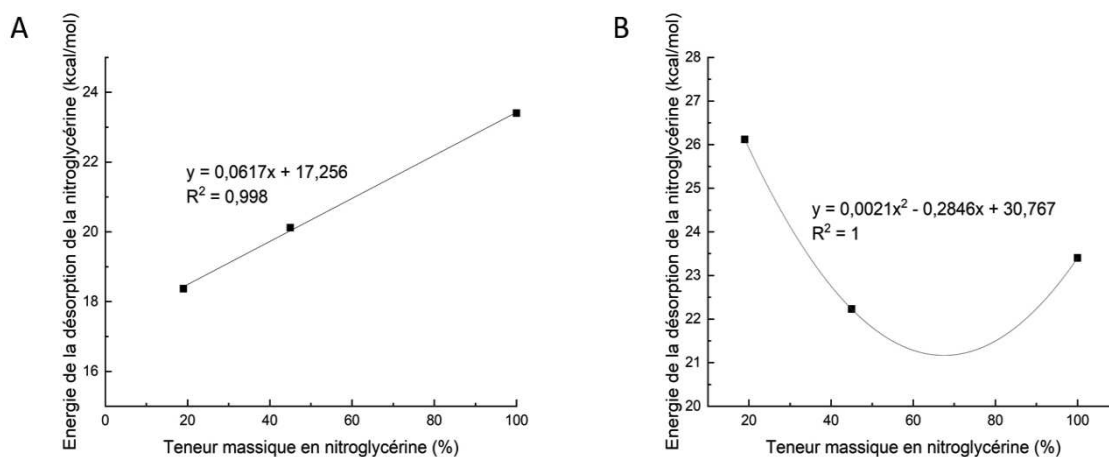 A
Energie de la désorption de la nitroglycérine (kcal/mol)
24
22
20
18
16
y = 0,0617x + 17,256
R² = 0,998
0 20 40 60 80 100
Teneur massique en nitroglycérine (%)
B
Energie de la désorption de la nitroglycérine (kcal/mol)
28
27
26
25
24
23
22
21
20
y = 0,0021x² - 0,2846x + 30,767
R² = 1
20 40 60 80 100
Teneur massique en nitroglycérine (%)